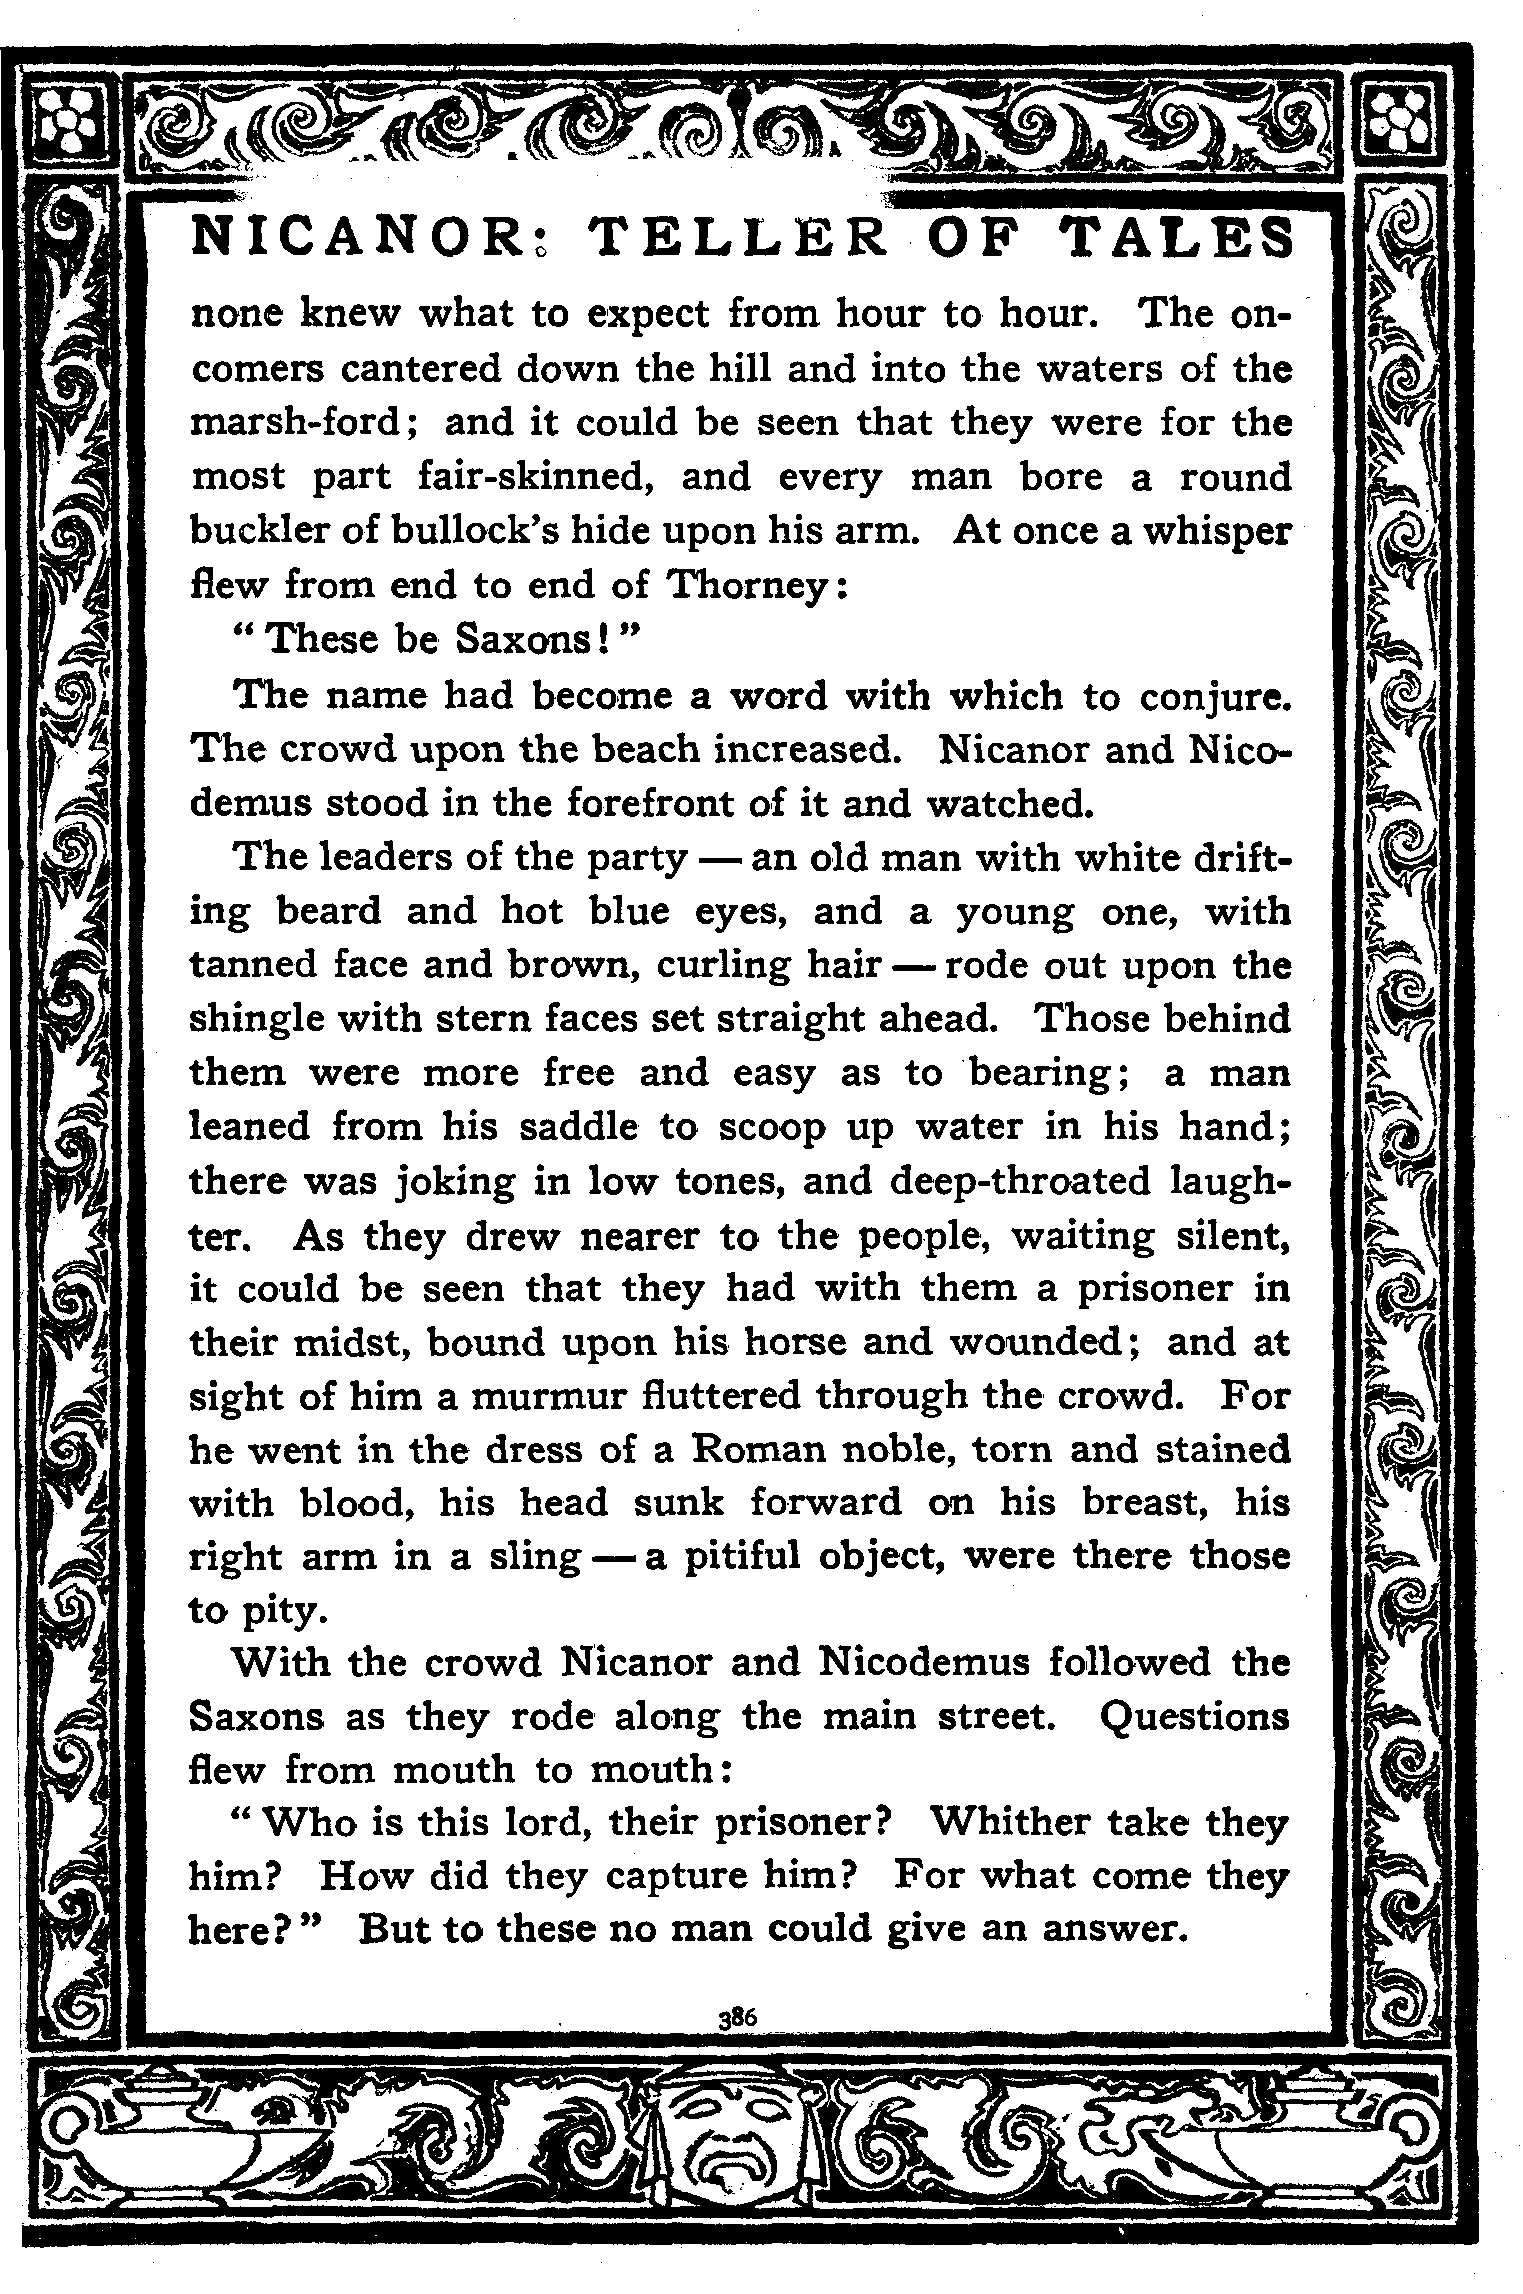 NICANOR: TELLER OF TALES
none knew what to expect from hour to hour. The on-
comers cantered down the hill and into the waters of the
marsh-ford; and it could be seen that they were for the
most part fair-skinned, and every man bore a round
buckler of bullock's hide upon his arm. At once a whisper
flew from end to end of Thorney:
“These be Saxons!”
The name had become a word with which to conjure.
The crowd upon the beach increased. Nicanor and Nico-
demus stood in the forefront of it and watched.
The leaders of the party — an old man with white drift-
ing beard and hot blue eyes, and a young one, with
tanned face and brown, curling hair — rode out upon the
shingle with stern faces set straight ahead. Those behind
them were more free and easy as to bearing; a man
leaned from his saddle to scoop up water in his hand;
there was joking in low tones, and deep-throated laugh-
ter. As they drew nearer to the people, waiting silent,
it could be seen that they had with them a prisoner in
their midst, bound upon his horse and wounded; and at
sight of him a murmur fluttered through the crowd. For
he went in the dress of a Roman noble, torn and stained
with blood, his head sunk forward on his breast, his
right arm in a sling — a pitiful object, were there those
to pity.
With the crowd Nicanor and Nicodemus followed the
Saxons as they rode along the main street. Questions
flew from mouth to mouth:
“Who is this lord, their prisoner? Whither take they
him? How did they capture him? For what come they
here?” But to these no man could give an answer.
386